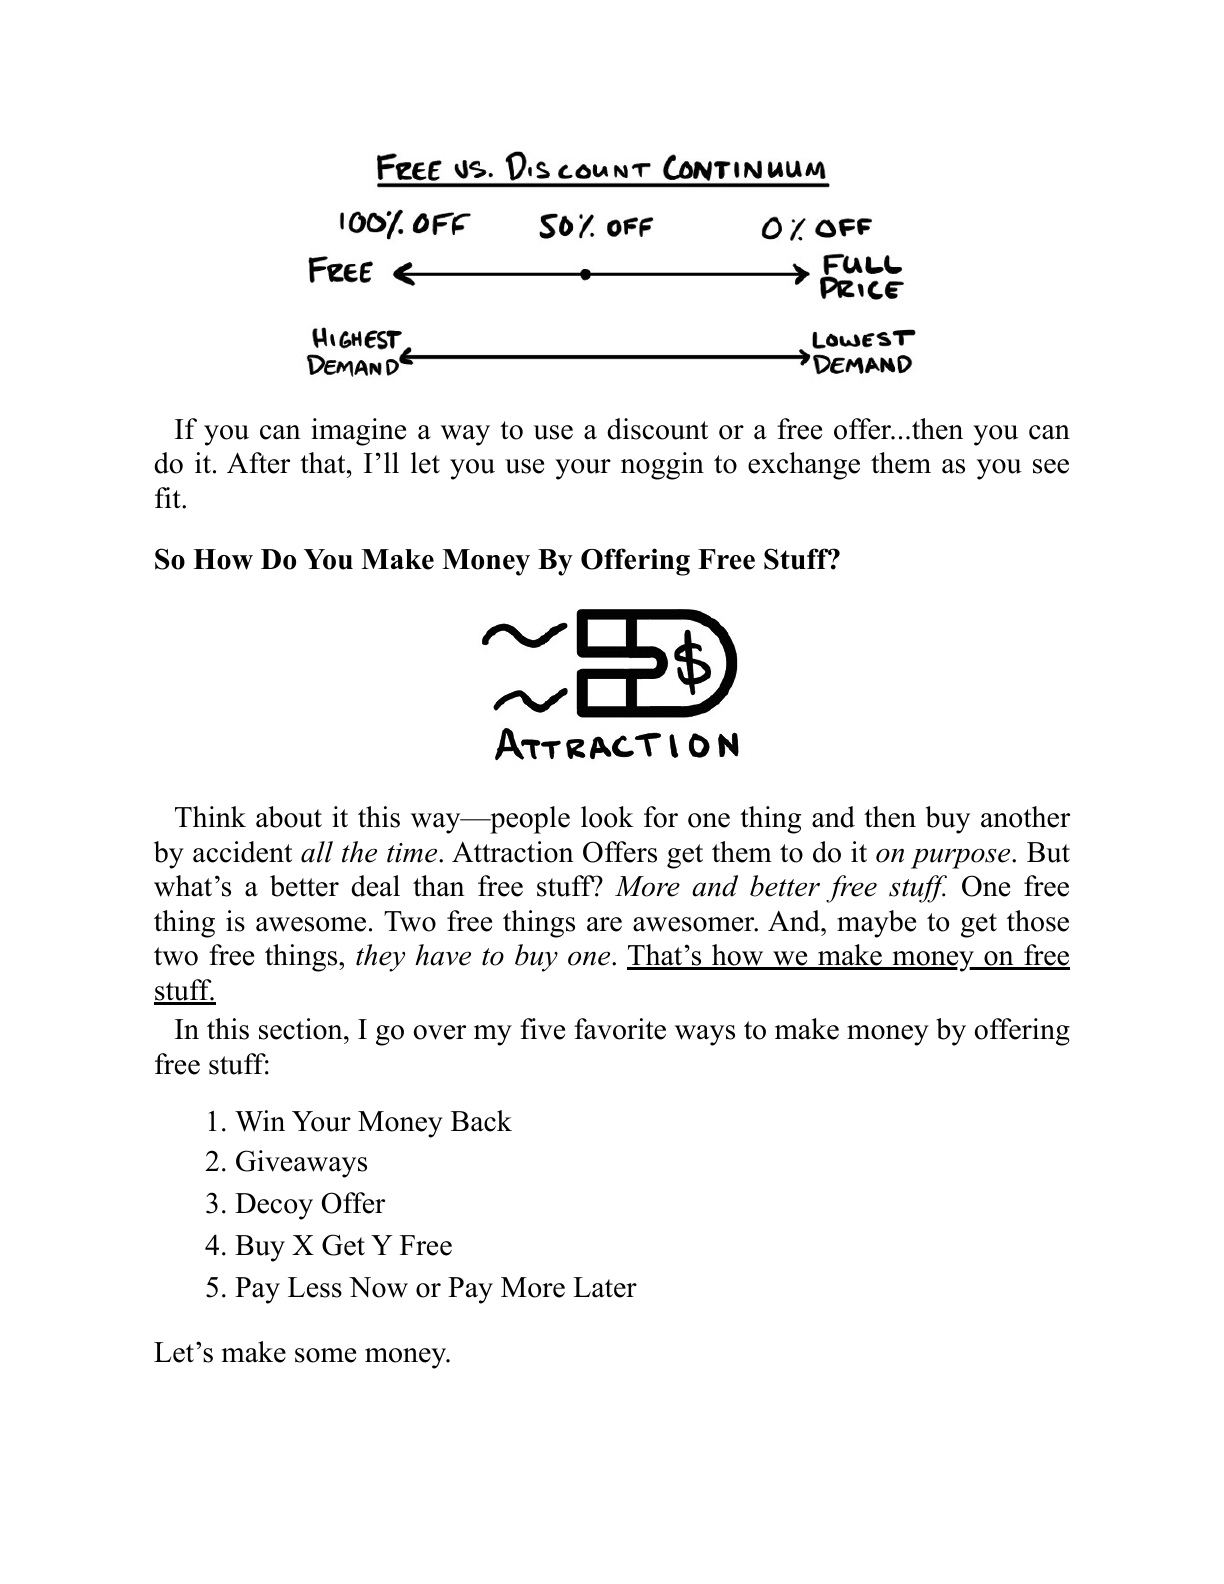 FREE VS. DISCOUNT CONTINUUM
100% OFF 50% OFF 0% OFF
FREE FULL PRICE
HIGHEST DEMAND LOWEST DEMAND
If you can imagine a way to use a discount or a free offer...then you can
do it. After that, I’ll let you use your noggin to exchange them as you see
fit.
So How Do You Make Money By Offering Free Stuff?
$
ATTRACTION
Think about it this way—people look for one thing and then buy another
by accident all the time. Attraction Offers get them to do it on purpose. But
what’s a better deal than free stuff? More and better free stuff. One free
thing is awesome. Two free things are awesomer. And, maybe to get those
two free things, they have to buy one. That’s how we make money on free
stuff.
In this section, I go over my five favorite ways to make money by offering
free stuff:
1. Win Your Money Back
2. Giveaways
3. Decoy Offer
4. Buy X Get Y Free
5. Pay Less Now or Pay More Later
Let’s make some money.